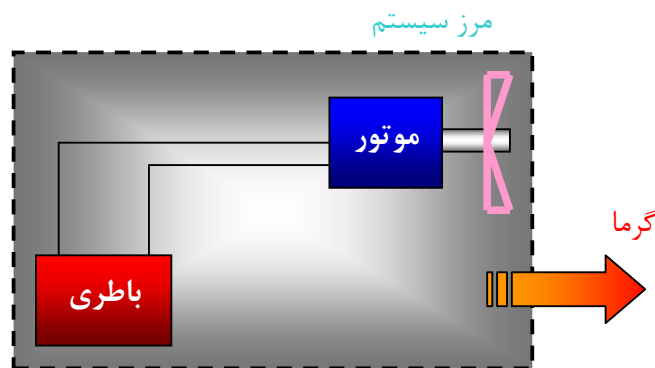 مرز سیستم
موتور
گرما
باطری